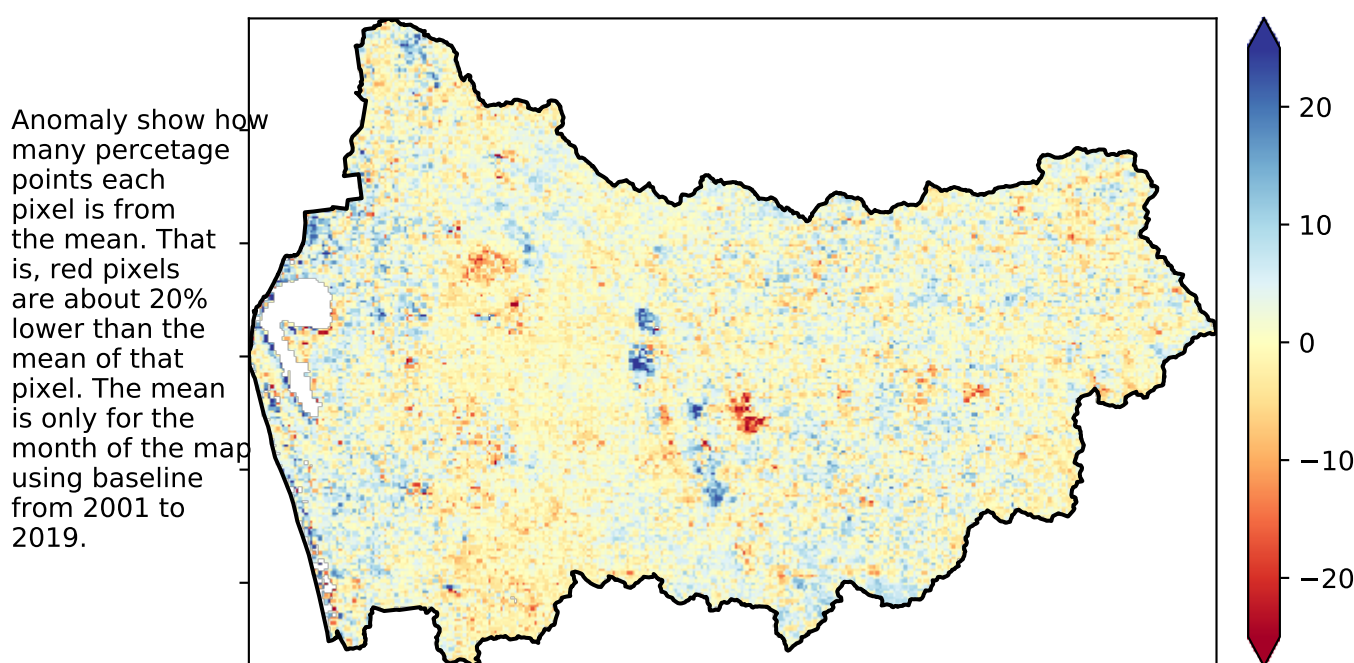 Anomaly show how
many percetage
points each
pixel is from
the mean. That
is, red pixels
are about 20%
lower than the
mean of that
pixel. The mean
is only for the
month of the map
using baseline
from 2001 to
2019.
20
10
0
−10
−20